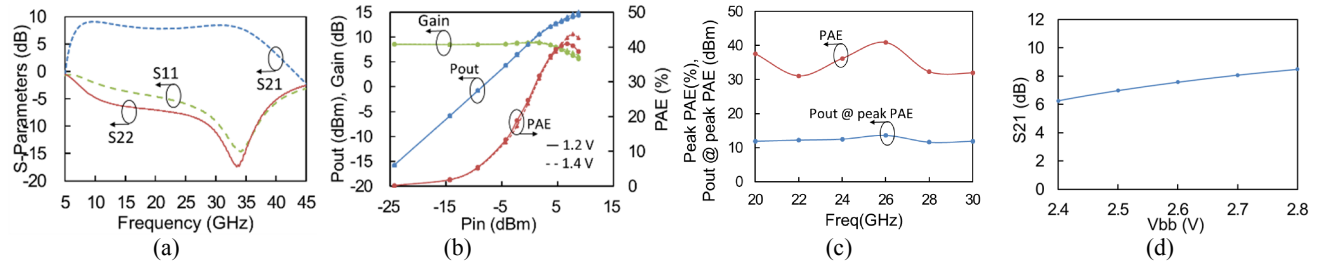 S-Parameters (dB)
10
5
0
-5
-10
-15
-20
5
10
15
20
25
30
35
40
45
S11
S21
S22
Frequency (GHz)
(a)
Pout (dBm), Gain (dB)
15
10
5
0
-5
-10
-15
-20
-25
-15
-5
5
15
Gain
Pout
PAE
1.2 V
1.4 V
PAE (%)
50
40
30
20
10
0
Pin (dBm)
(b)
Peak PAE(%),
Pout @ peak PAE (dBm)
50
40
30
20
10
0
20
22
24
26
28
30
PAE
Pout @ peak PAE
Freq(GHz)
(c)
S21 (dB)
12
10
8
6
4
2
0
2.4
2.5
2.6
2.7
2.8
Vbb (V)
(d)